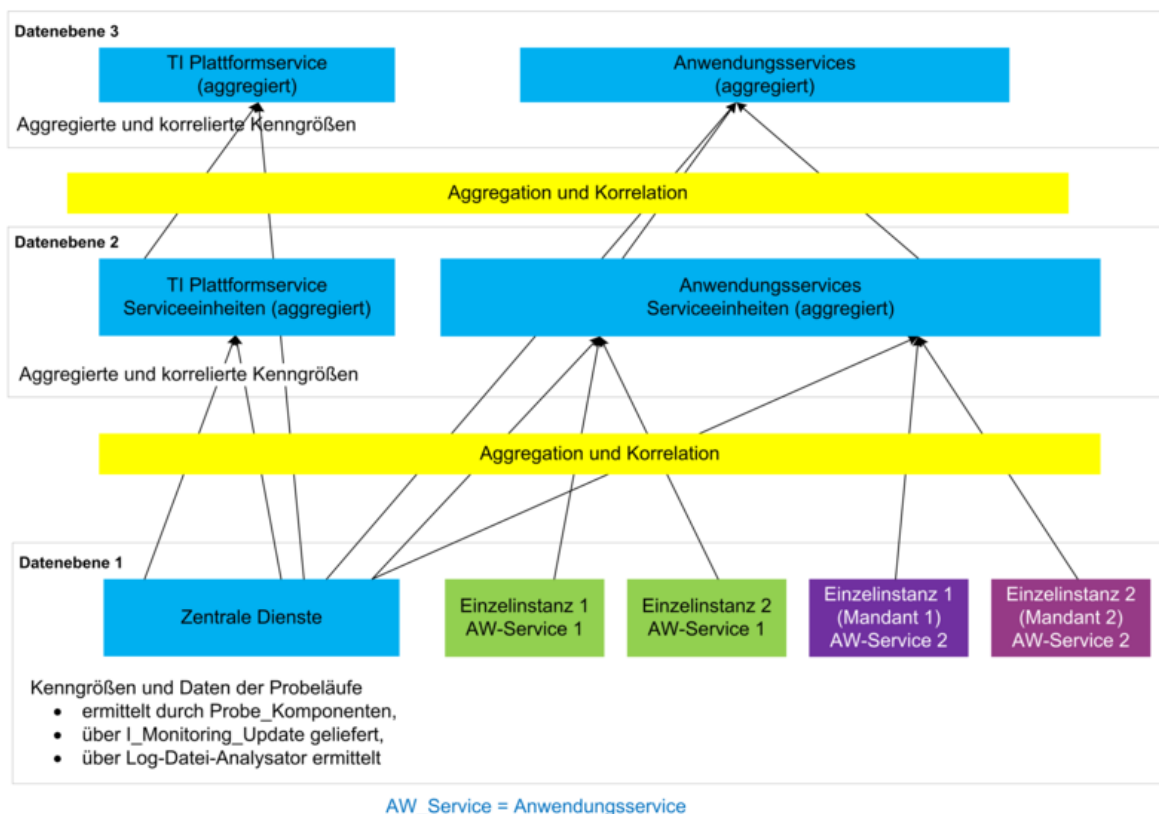 Datenebene 3
TI Plattformservice
(aggregiert)
Anwendungsservices
(aggregiert)
Aggregierte und korrelierte Kenngrößen
Aggregation und Korrelation
Datenebene 2
TI Plattformservice
Serviceeinheiten (aggregiert)
Anwendungsservices
Serviceeinheiten (aggregiert)
Aggregierte und korrelierte Kenngrößen
Aggregation und Korrelation
Datenebene 1
Zentrale Dienste
Einzelinstanz 1
AW-Service 1
Einzelinstanz 2
AW-Service 1
Einzelinstanz 1
(Mandant 1)
AW-Service 2
Einzelinstanz 2
(Mandant 2)
AW-Service 2
Kenngrößen und Daten der Probeläufe
• ermittelt durch Probe_Komponenten,
• über I_Monitoring_Update geliefert,
• über Log-Datei-Analysator ermittelt
AW_Service = Anwendungsservice